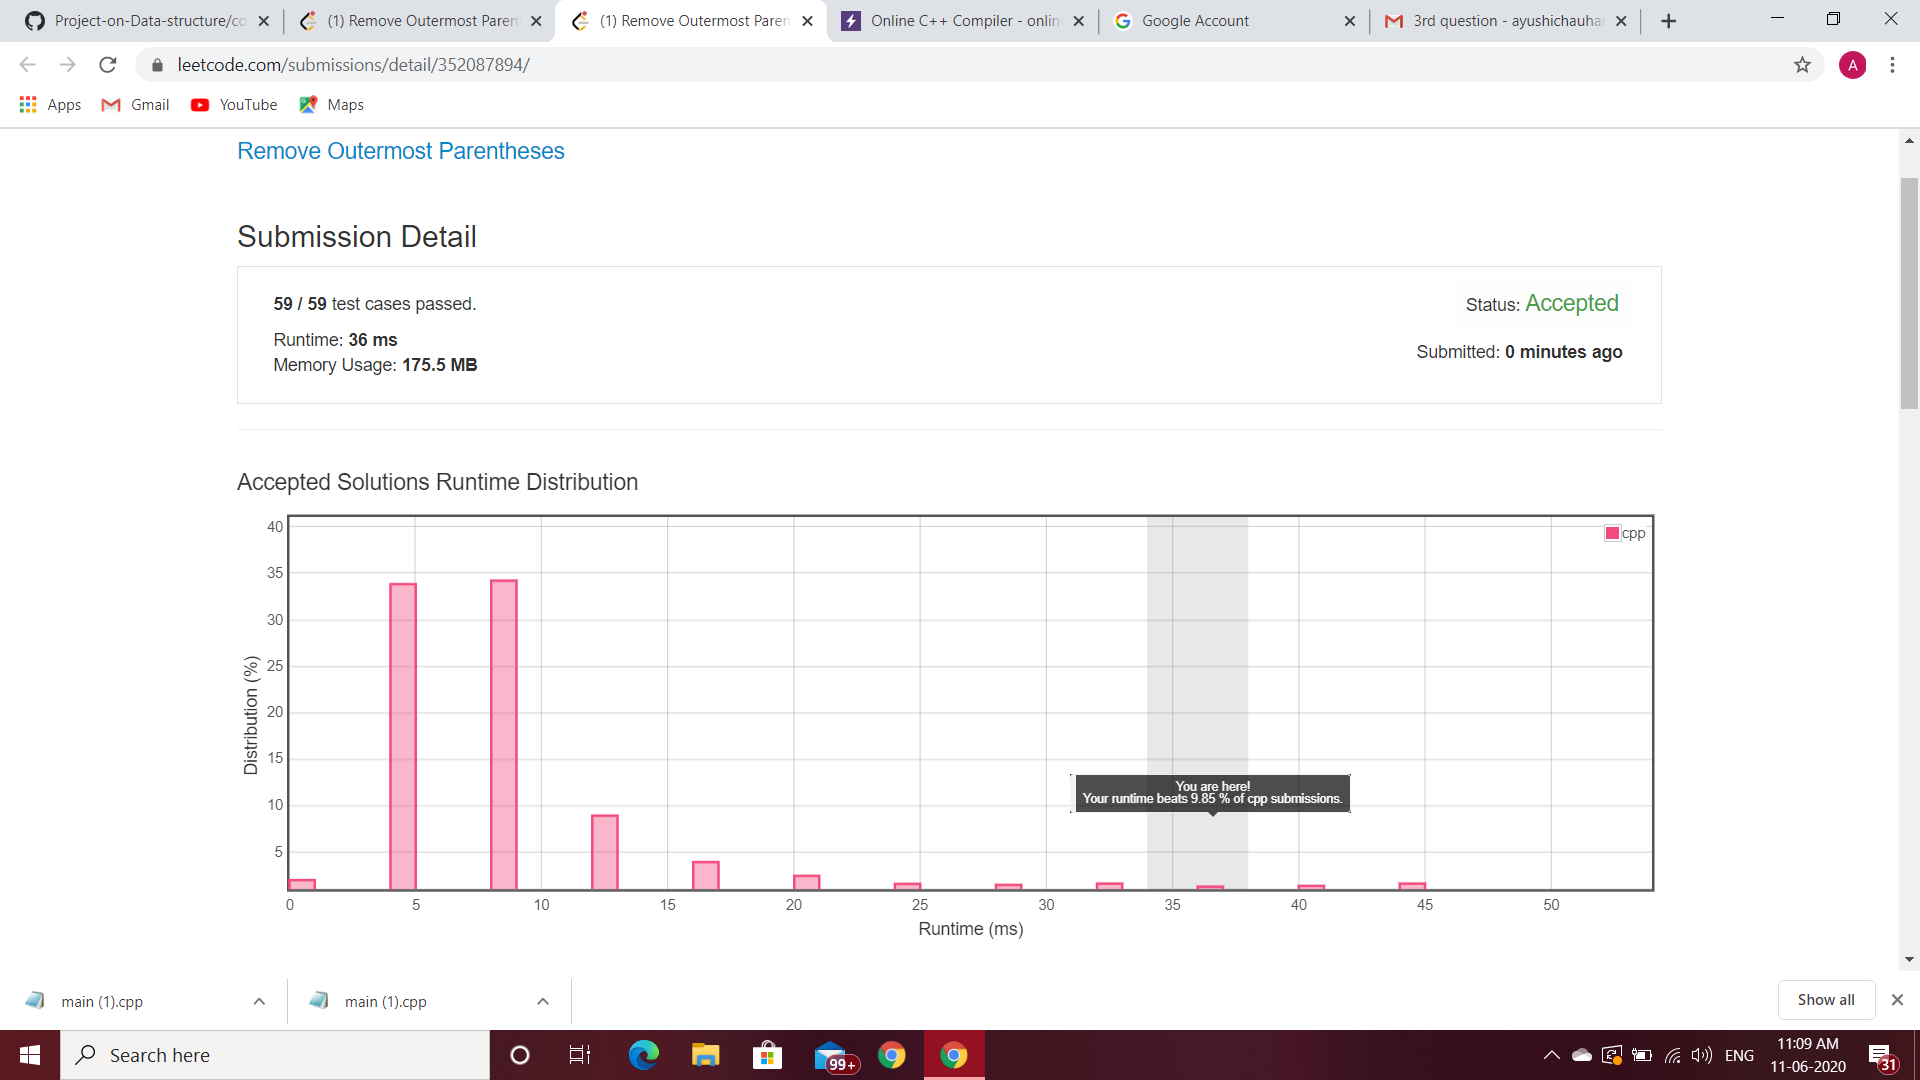 Project-on-Data-structure/co
(1) Remove Outermost Paren
(1) Remove Outermost Paren
Online C++ Compiler - onlin
Google Account
3rd question - ayushichauhan
leetcode.com/submissions/detail/352087894/
A
Apps
Gmail
YouTube
Maps
Remove Outermost Parentheses
Submission Detail
59 / 59 test cases passed.
Status: Accepted
Runtime: 36 ms
Memory Usage: 175.5 MB
Submitted: 0 minutes ago
Accepted Solutions Runtime Distribution
40
35
30
25
20
15
10
5
Distribution (%)
cpp
You are here!
Your runtime beats 9.85 % of cpp submissions.
0 5 10 15 20 25 30 35 40 45 50
Runtime (ms)
main (1).cpp
main (1).cpp
Show all
Search here
99+
ENG
11:09 AM
11-06-2020
31